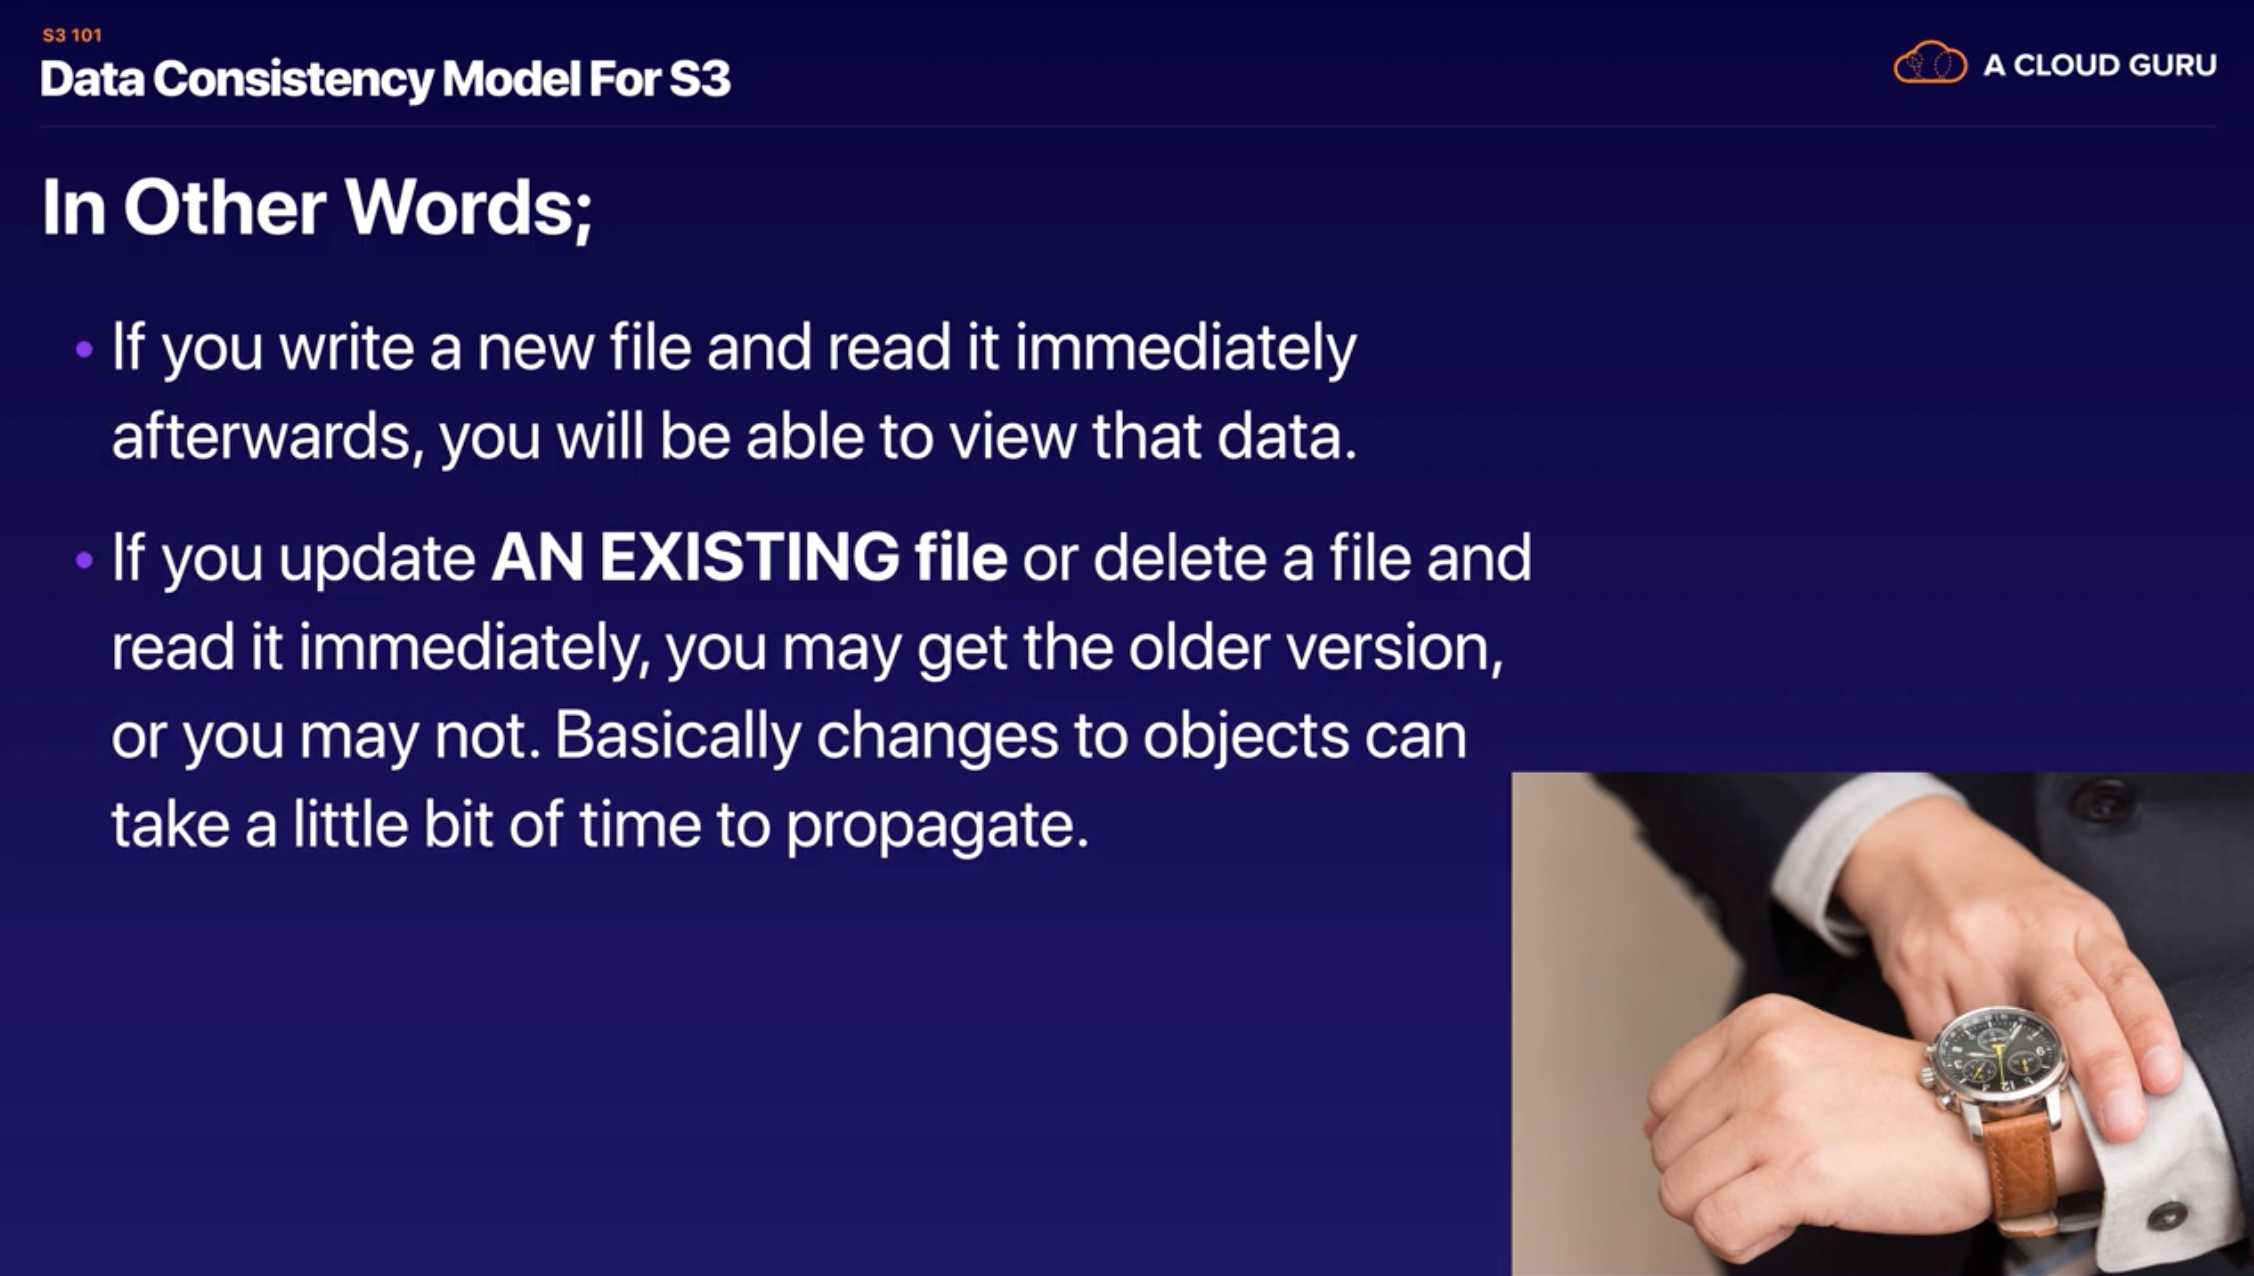 S3 101
Data Consistency Model For S3
A CLOUD GURU
In Other Words;
• If you write a new file and read it immediately
afterwards, you will be able to view that data.
• If you update AN EXISTING file or delete a file and
read it immediately, you may get the older version,
or you may not. Basically changes to objects can
take a little bit of time to propagate.
12